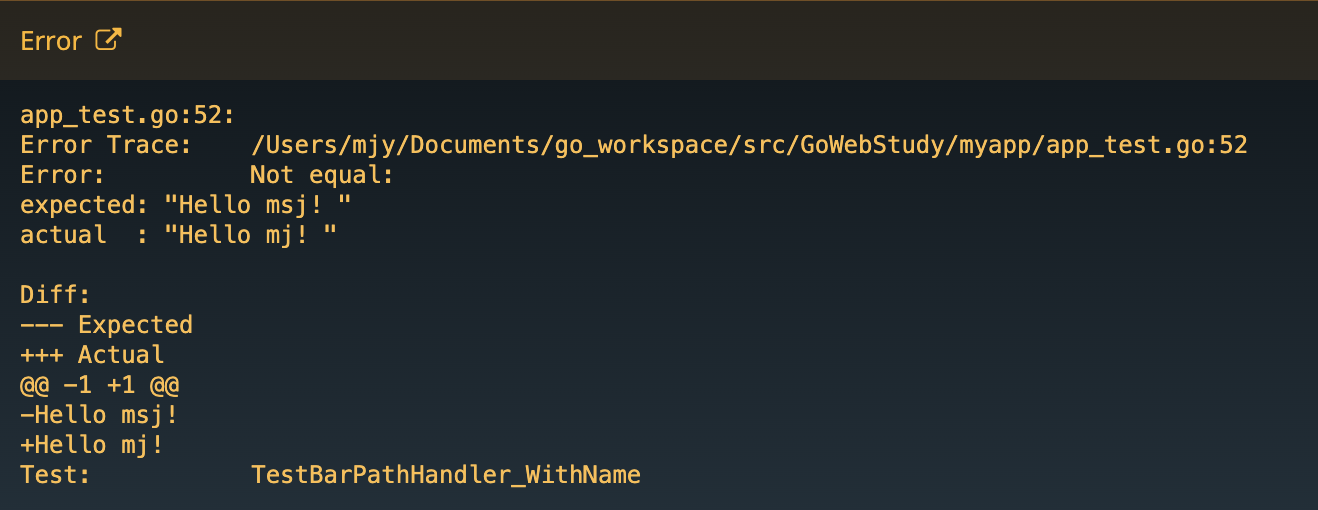 Error
app_test.go:52:
Error Trace: /Users/mjy/Documents/go_workspace/src/GoWebStudy/myapp/app_test.go:52
Error: Not equal:
expected: "Hello msj! "
actual  : "Hello mj! "
Diff:
--- Expected
+++ Actual
@@ -1 +1 @@
-Hello msj!
+Hello mj!
Test: TestBarPathHandler_WithName